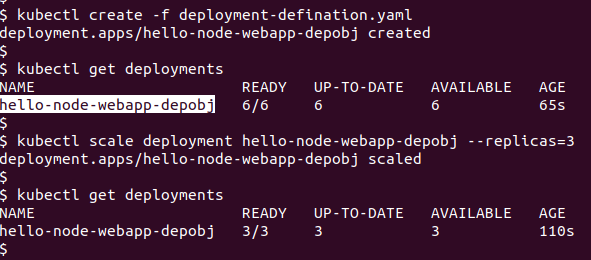 $ kubectl create -f deployment-defination.yaml
deployment.apps/hello-node-webapp-depobj created
$
$ kubectl get deployments
NAME READY UP-TO-DATE AVAILABLE AGE
hello-node-webapp-depobj 6/6 6 6 65s
$
$ kubectl scale deployment hello-node-webapp-depobj --replicas=3
deployment.apps/hello-node-webapp-depobj scaled
$
$ kubectl get deployments
NAME READY UP-TO-DATE AVAILABLE AGE
hello-node-webapp-depobj 3/3 3 3 110s
$